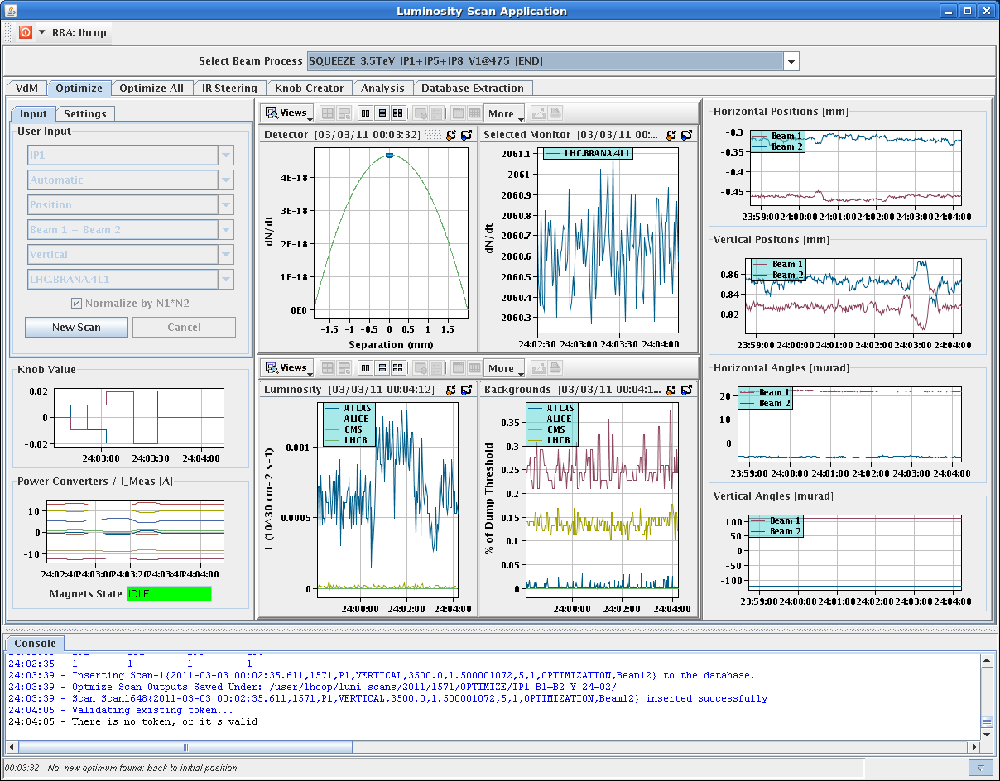 Luminosity Scan Application
RBA: lhcop
Select Beam Process SQUEEZE_3.5TeV_IP1+IP5+IP8_V1@475_[END]
VdM Optimize Optimize All IR Steering Knob Creator Analysis Database Extraction
Input Settings
User Input
IP1
Automatic
Position
Beam 1 + Beam 2
Vertical
LHC.BRANA.4L1
Normalize by N1*N2
New Scan Cancel
Knob Value
0.02
0
-0.02
24:03:00 24:03:30 24:04:00
Power Converters / I_Meas [A]
10
0
-10
24:02:40 24:03:00 24:03:20 24:03:40 24:04:00
Magnets State IDLE
Views More
Detector [03/03/11 00:03:32]
dN/dt
4E-18
3E-18
2E-18
1E-18
0E0
-1.5 -1 -0.5 0 0.5 1 1.5
Separation (mm)
Selected Monitor [03/03/11 00:...
LHC.BRANA.4L1
dN/dt
2061.1
2061
2060.9
2060.8
2060.7
2060.6
2060.5
2060.4
2060.3
24:02:30 24:03:00 24:03:30 24:04:00
Views More
Luminosity [03/03/11 00:04:12]
ATLAS
ALICE
CMS
LHCB
L (10^30 cm-2 s-1)
0.001
0.0005
0
24:00:00 24:02:00 24:04:00
Backgrounds [03/03/11 00:04:1...
ATLAS
ALICE
CMS
LHCB
% of Dump Threshold
0.35
0.3
0.25
0.2
0.15
0.1
0.05
0
24:00:00 24:02:00 24:04:00
Horizontal Positions [mm]
Beam 1
Beam 2
-0.3
-0.35
-0.4
-0.45
23:59:00 24:00:00 24:01:00 24:02:00 24:03:00 24:04:00
Vertical Positons [mm]
Beam 1
Beam 2
0.86
0.84
0.82
23:59:00 24:00:00 24:01:00 24:02:00 24:03:00 24:04:00
Horizontal Angles [murad]
Beam 1
Beam 2
20
10
0
23:59:00 24:00:00 24:01:00 24:02:00 24:03:00 24:04:00
Vertical Angles [murad]
Beam 1
Beam 2
100
50
0
-50
-100
23:59:00 24:00:00 24:01:00 24:02:00 24:03:00 24:04:00
Console
24:02:35 - 1 1 1 1
24:03:39 - Inserting Scan-1{2011-03-03 00:02:35.611,1571,P1,VERTICAL,3500.0,1.500001072,5,1,OPTIMIZATION,Beam12} to the database.
24:03:39 - Optmize Scan Outputs Saved Under: /user/lhcop/lumi_scans/2011/1571/OPTIMIZE/IP1_B1+B2_Y_24-02/
24:03:39 - Scan Scan1648{2011-03-03 00:02:35.611,1571,P1,VERTICAL,3500.0,1.500001072,5,1,OPTIMIZATION,Beam12} inserted successfully
24:04:05 - Validating existing token...
24:04:05 - There is no token, or it's valid
00:03:32 - No new optimum found: back to initial position.